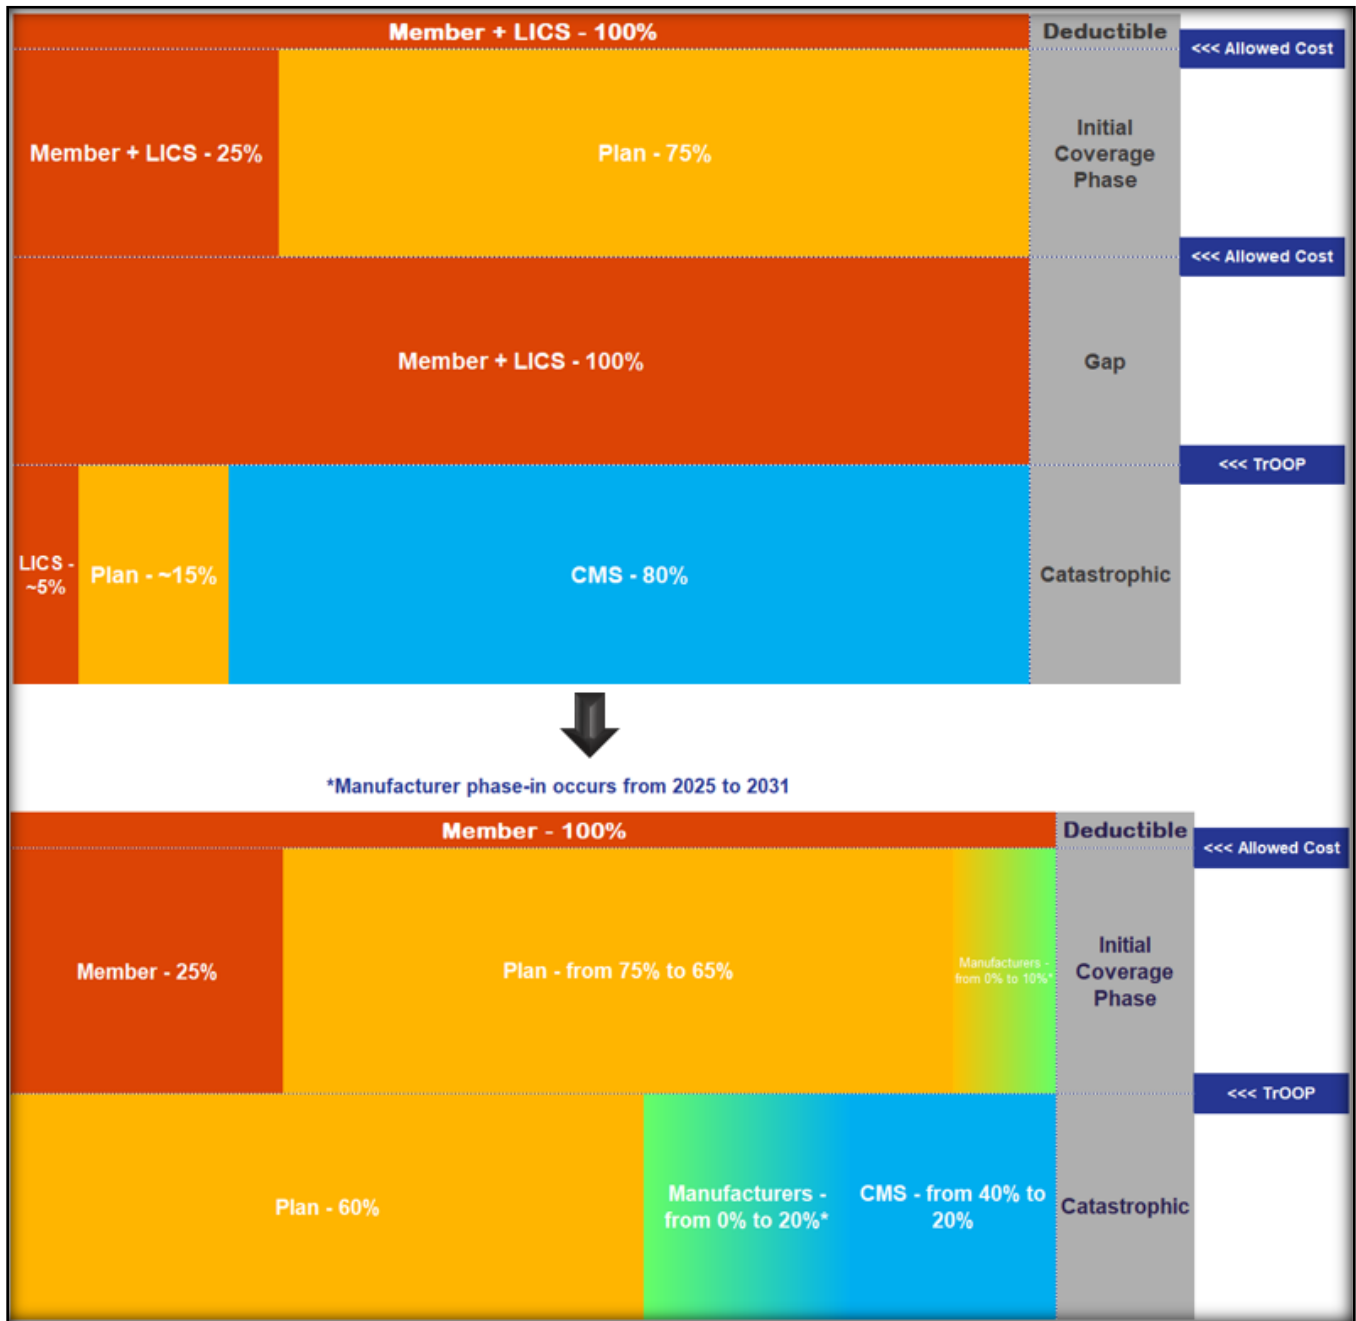 Member + LICS - 100%
Deductible
<<< Allowed Cost
Member + LICS - 25%
Plan - 75%
Initial
Coverage
Phase
<<< Allowed Cost
Member + LICS - 100%
Gap
<<< TrOOP
LICS -
~5%
Plan - ~15%
CMS - 80%
Catastrophic
*Manufacturer phase-in occurs from 2025 to 2031
Member - 100%
Deductible
<<< Allowed Cost
Member - 25%
Plan - from 75% to 65%
Manufacturers -
from 0% to 10%*
Initial
Coverage
Phase
<<< TrOOP
Plan - 60%
Manufacturers -
from 0% to 20%*
CMS - from 40% to
20%
Catastrophic